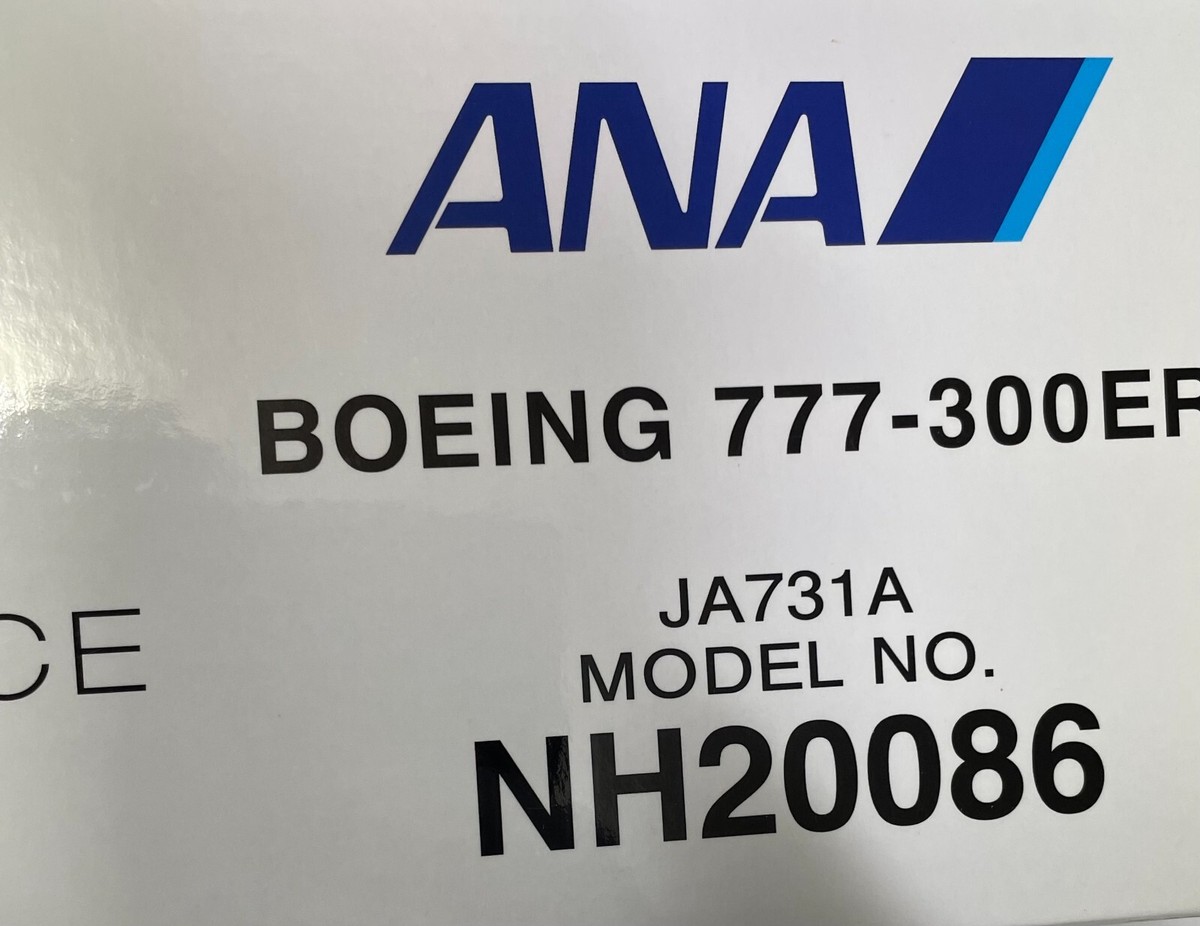 ANA
BOEING 777-300ER
CE
JA731A
MODEL NO.
NH20086